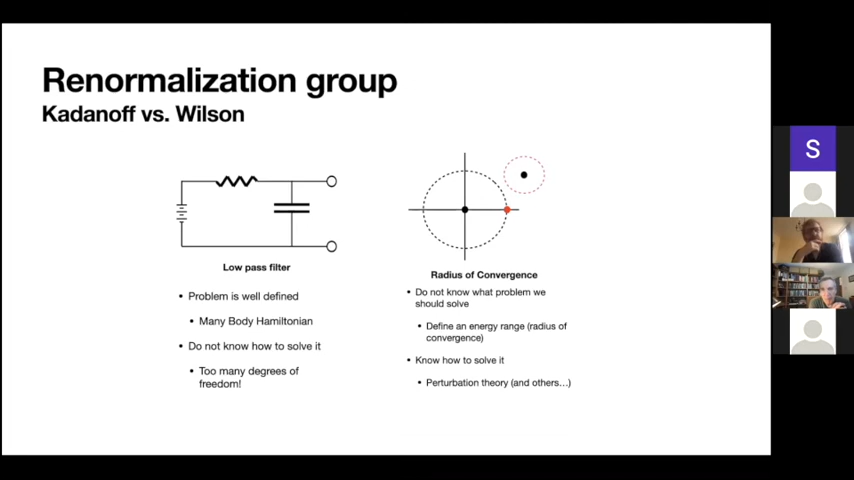 Renormalization group
Kadanoff vs. Wilson
Low pass filter
• Problem is well defined
• Many Body Hamiltonian
• Do not know how to solve it
• Too many degrees of
freedom!
Radius of Convergence
• Do not know what problem we
should solve
• Define an energy range (radius of
convergence)
• Know how to solve it
• Perturbation theory (and others…)
S